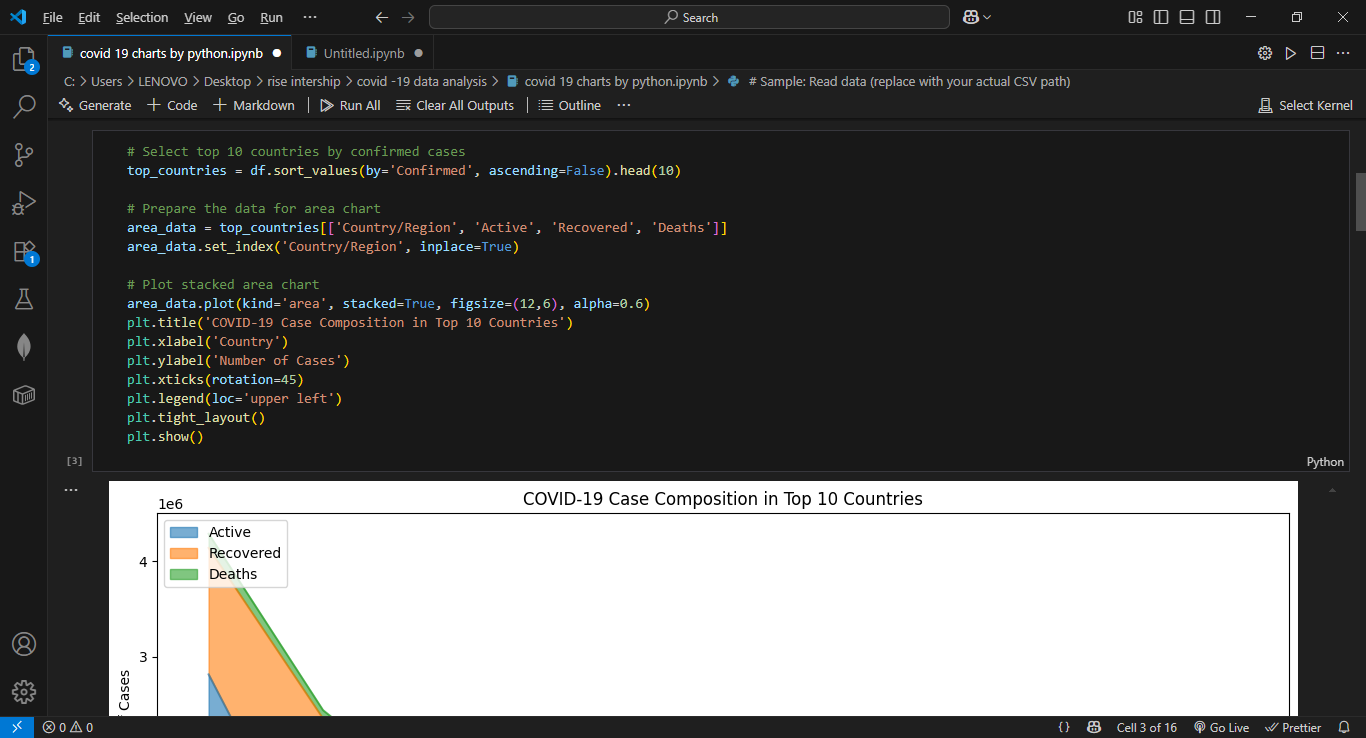 File Edit Selection View Go Run ··· Search
covid 19 charts by python.ipynb Untitled.ipynb
C: > Users > LENOVO > Desktop > rise intership > covid -19 data analysis > covid 19 charts by python.ipynb > # Sample: Read data (replace with your actual CSV path)
Generate + Code + Markdown | Run All Clear All Outputs | Outline ··· Select Kernel
2
1
# Select top 10 countries by confirmed cases
top_countries = df.sort_values(by='Confirmed', ascending=False).head(10)
# Prepare the data for area chart
area_data = top_countries[['Country/Region', 'Active', 'Recovered', 'Deaths']]
area_data.set_index('Country/Region', inplace=True)
# Plot stacked area chart
area_data.plot(kind='area', stacked=True, figsize=(12,6), alpha=0.6)
plt.title('COVID-19 Case Composition in Top 10 Countries')
plt.xlabel('Country')
plt.ylabel('Number of Cases')
plt.xticks(rotation=45)
plt.legend(loc='upper left')
plt.tight_layout()
plt.show()
[3] Python
···
COVID-19 Case Composition in Top 10 Countries
1e6
Active
Recovered
Deaths
4
3
Cases
0 0 {} Cell 3 of 16 Go Live Prettier